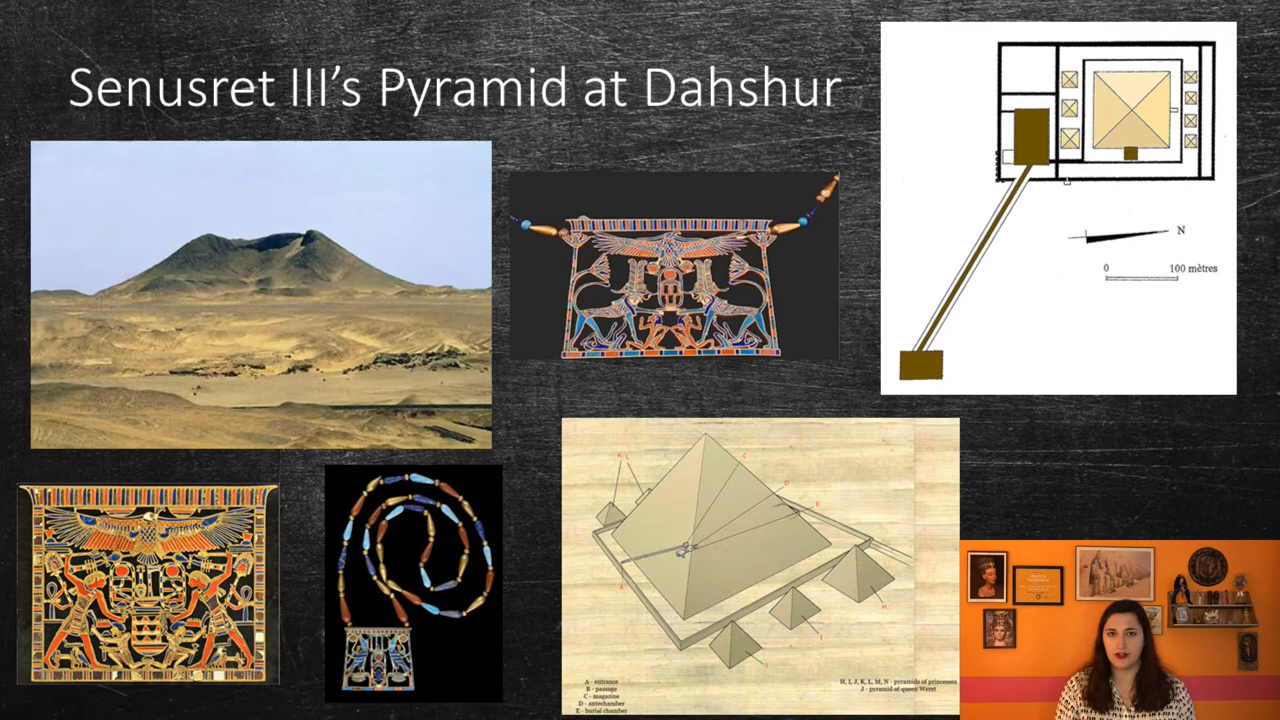 Senusret III's Pyramid at Dahshur
N
0 100 mètres
K L
C
D
E
A
H
I
J
A - entrance
B - passage
C - magazine
D - antechamber
E - burial chamber
H, I, J, K, L, M, N - pyramids of princesses
J - pyramid of queen Weret